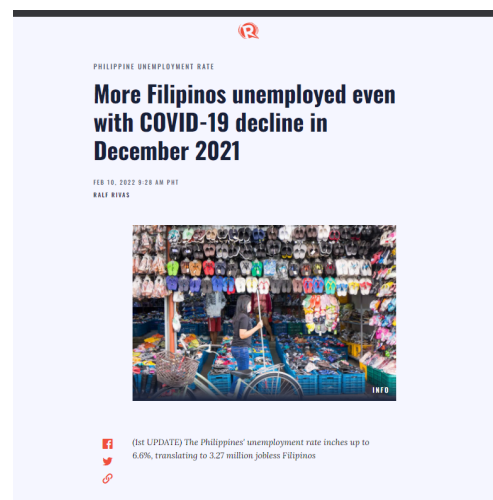 PHILIPPINE UNEMPLOYMENT RATE
More Filipinos unemployed even
with COVID-19 decline in
December 2021
FEB 10, 2022 9:28 AM PHT
RALF RIVAS
INFO
(1st UPDATE) The Philippines' unemployment rate inches up to
6.6%, translating to 3.27 million jobless Filipinos